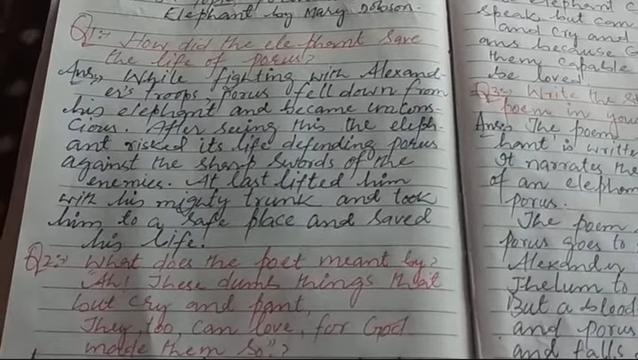 Elephant by Mary Dobson.
Q1:- How did the elephant save
the life of porus?
Ans:- While fighting with Alexand-
er's troops, Porus fell down from
his elephant and became uncons-
cious. After seeing this the eleph-
ant risked its life defending porus
against the sharp swords of the
enemies. At last lifted him
with his mighty trunk and took
him to a safe place and saved
his life.
Q2:- What does the poet meant by?
"Ah! These dumb things that
but cry and pant,
They, too, can love, for God
made them so"?
elephant c
speak but can
and cry and
ans because G
them capable
be loved
Q3:- Write the s
poem in you
Ans:- The poem
hant' is writte
It narrates the
of an elephan
porus.
The poem
porus goes to
Alexander
Jhelum to
But a blood
and porus
and falls